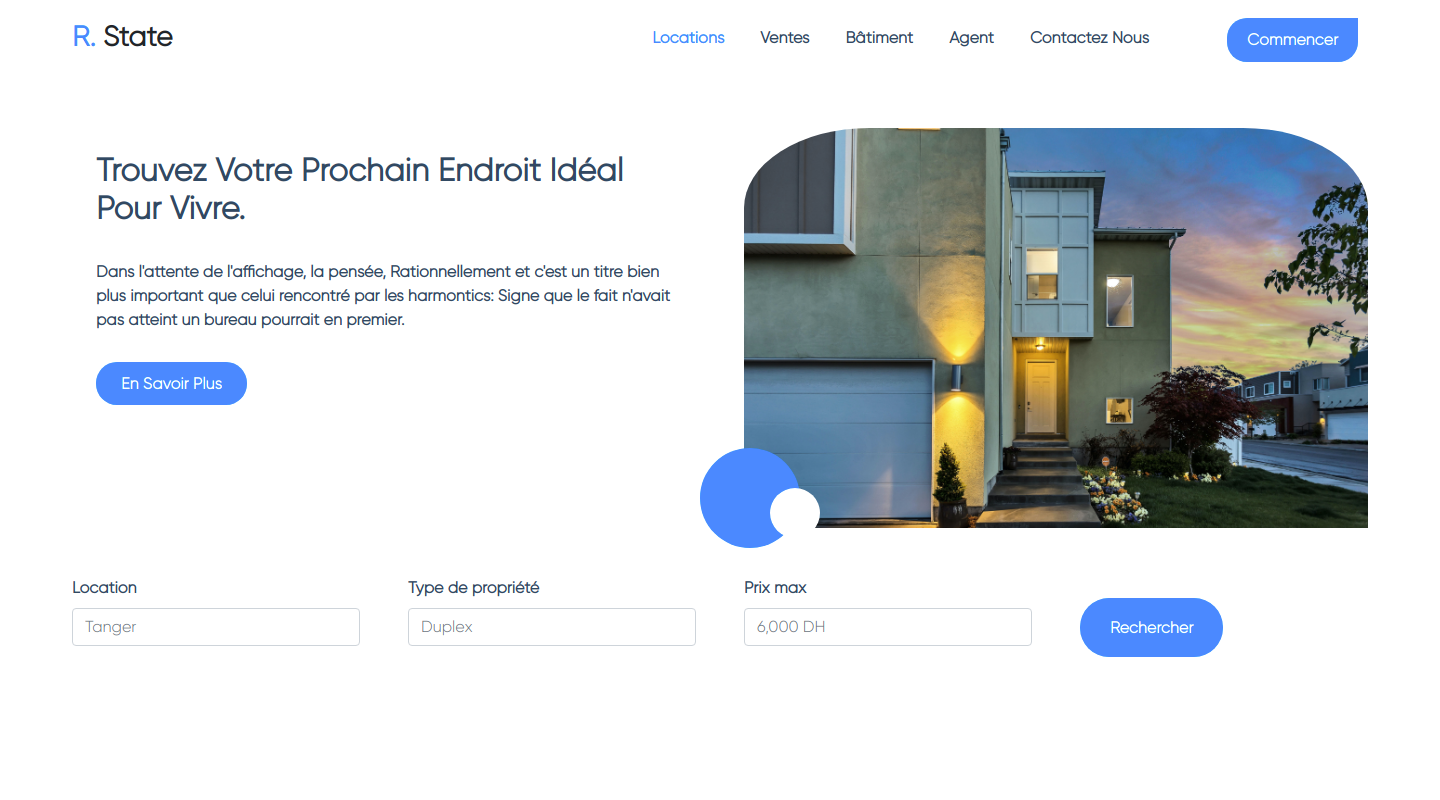 R. State
Locations
Ventes
Bâtiment
Agent
Contactez Nous
Commencer
Trouvez Votre Prochain Endroit Idéal
Pour Vivre.
Dans l'attente de l'affichage, la pensée, Rationnellement et c'est un titre bien
plus important que celui rencontré par les harmontics: Signe que le fait n'avait
pas atteint un bureau pourrait en premier.
En Savoir Plus
Location
Type de propriété
Prix max
Tanger
Duplex
6,000 DH
Rechercher